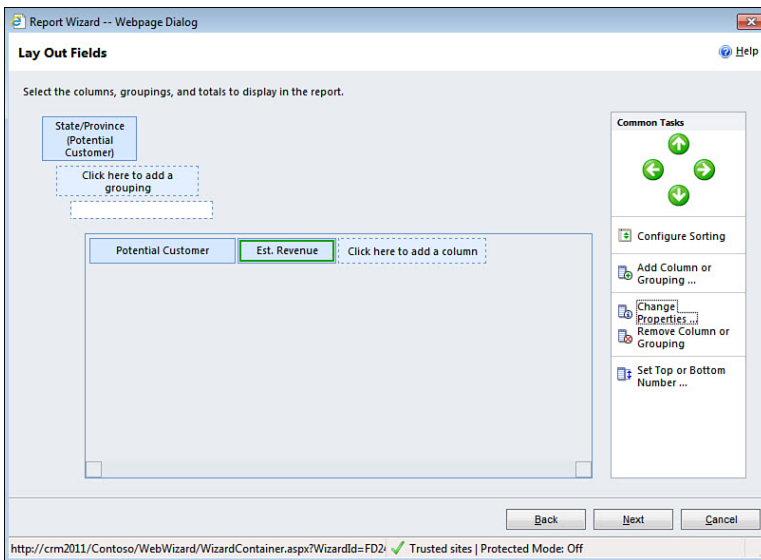 Report Wizard -- Webpage Dialog
Lay Out Fields
Help
Select the columns, groupings, and totals to display in the report.
State/Province
(Potential
Customer)
Click here to add a
grouping
Potential Customer
Est. Revenue
Click here to add a column
Common Tasks
Configure Sorting
Add Column or
Grouping ...
Change
Properties ...
Remove Column or
Grouping
Set Top or Bottom
Number ...
Back
Next
Cancel
http://crm2011/Contoso/WebWizard/WizardContainer.aspx?WizardId=FD24
Trusted sites | Protected Mode: Off